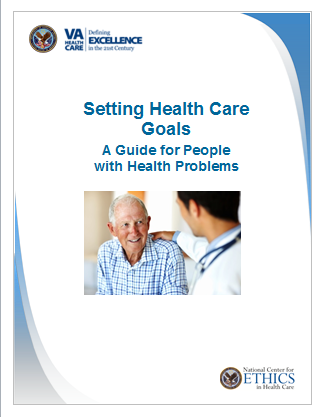 VA
HEALTH
CARE
Defining
EXCELLENCE
in the 21st Century
Setting Health Care
Goals
A Guide for People
with Health Problems
National Center for
ETHICS
in Health Care